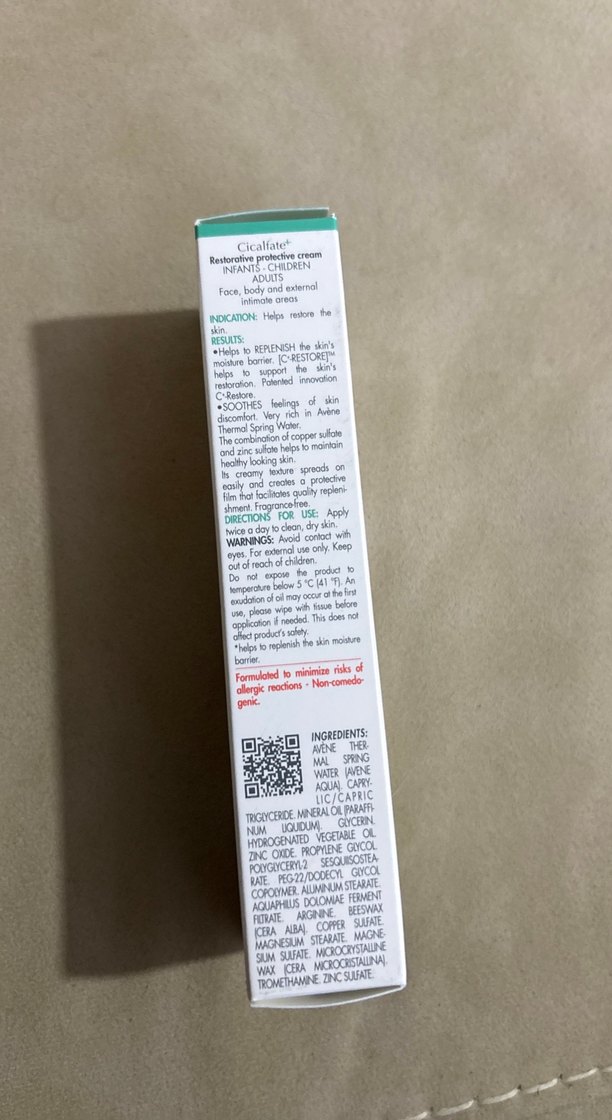 Cicalfate+
Restorative protective cream
INFANTS - CHILDREN
ADULTS
Face, body and external
intimate areas
INDICATION: Helps restore the
skin.
RESULTS:
•Helps to REPLENISH the skin's
moisture barrier. [C+-RESTORE]™
helps to support the skin's
restoration. Patented innovation
C+-Restore.
•SOOTHES feelings of skin
discomfort. Very rich in Avène
Thermal Spring Water.
The combination of copper sulfate
and zinc sulfate helps to maintain
healthy looking skin.
Its creamy texture spreads on
easily and creates a protective
film that facilitates quality repleni-
shment. Fragrance-free.
DIRECTIONS FOR USE: Apply
twice a day to clean, dry skin.
WARNINGS: Avoid contact with
eyes. For external use only. Keep
out of reach of children.
Do not expose the product to
temperature below 5 °C (41 °F). An
exudation of oil may occur at the first
use, please wipe with tissue before
application if needed. This does not
affect product's safety.
*helps to replenish the skin moisture
barrier.
Formulated to minimize risks of
allergic reactions - Non-comedo-
genic.
INGREDIENTS:
AVÈNE THER-
MAL SPRING
WATER (AVENE
AQUA). CAPRY-
LIC/CAPRIC
TRIGLYCERIDE. MINERAL OIL (PARAFFI-
NUM LIQUIDUM). GLYCERIN.
HYDROGENATED VEGETABLE OIL.
ZINC OXIDE. PROPYLENE GLYCOL.
POLYGLYCERYL-2 SESQUIISOSTEA-
RATE. PEG-22/DODECYL GLYCOL
COPOLYMER. ALUMINUM STEARATE.
AQUAPHILUS DOLOMIAE FERMENT
FILTRATE. ARGININE. BEESWAX
(CERA ALBA). COPPER SULFATE.
MAGNESIUM STEARATE. MAGNE-
SIUM SULFATE. MICROCRYSTALLINE
WAX (CERA MICROCRISTALLINA).
TROMETHAMINE. ZINC SULFATE.